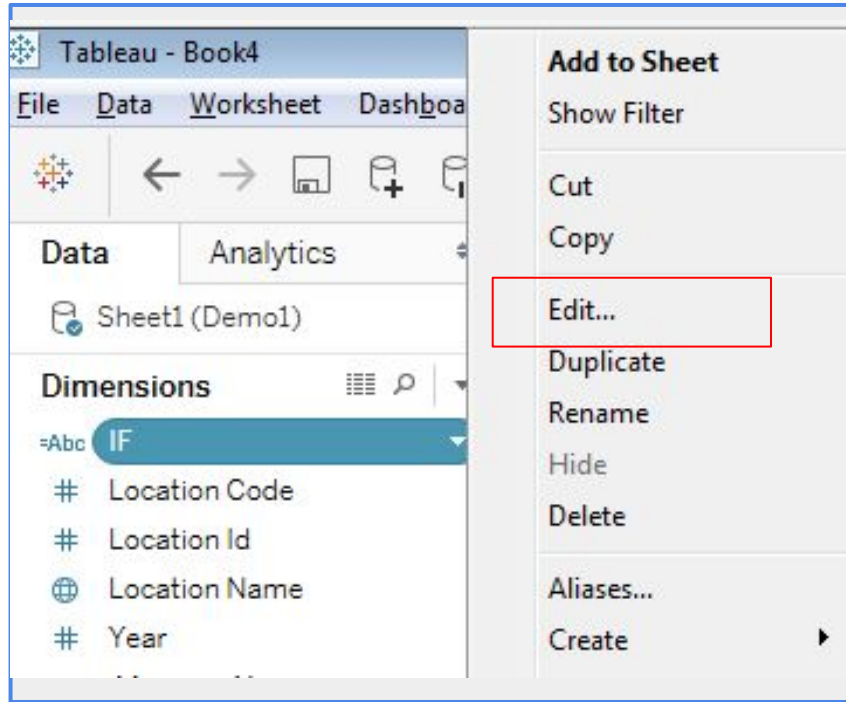 Tableau - Book4
File Data Worksheet Dashboa
Data Analytics
Sheet1 (Demo1)
Dimensions
=Abc IF
# Location Code
# Location Id
Location Name
# Year
Add to Sheet
Show Filter
Cut
Copy
Edit...
Duplicate
Rename
Hide
Delete
Aliases...
Create